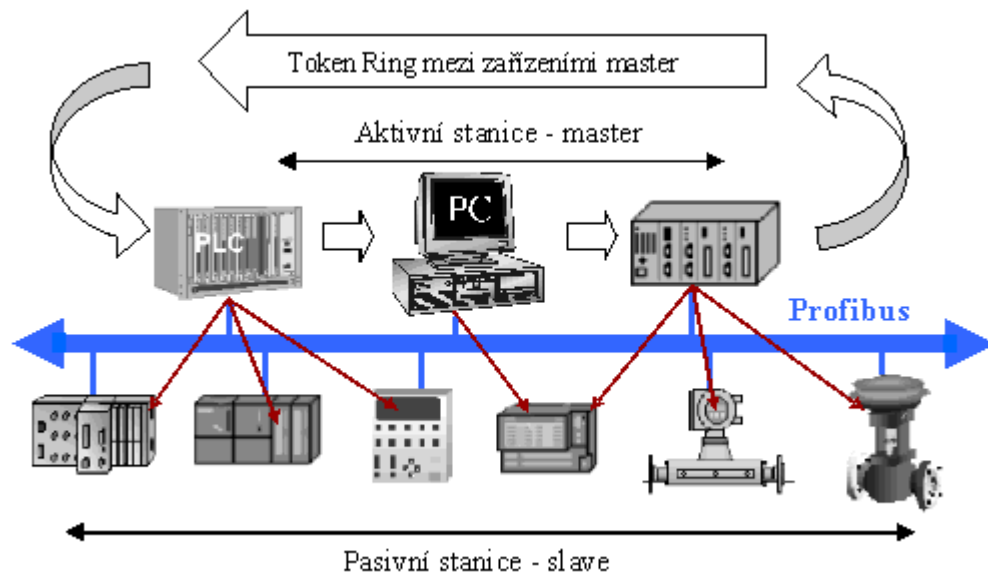 Token Ring mezi zařízeními master
Aktivní stanice - master
PLC
PC
Profibus
Pasivní stanice - slave